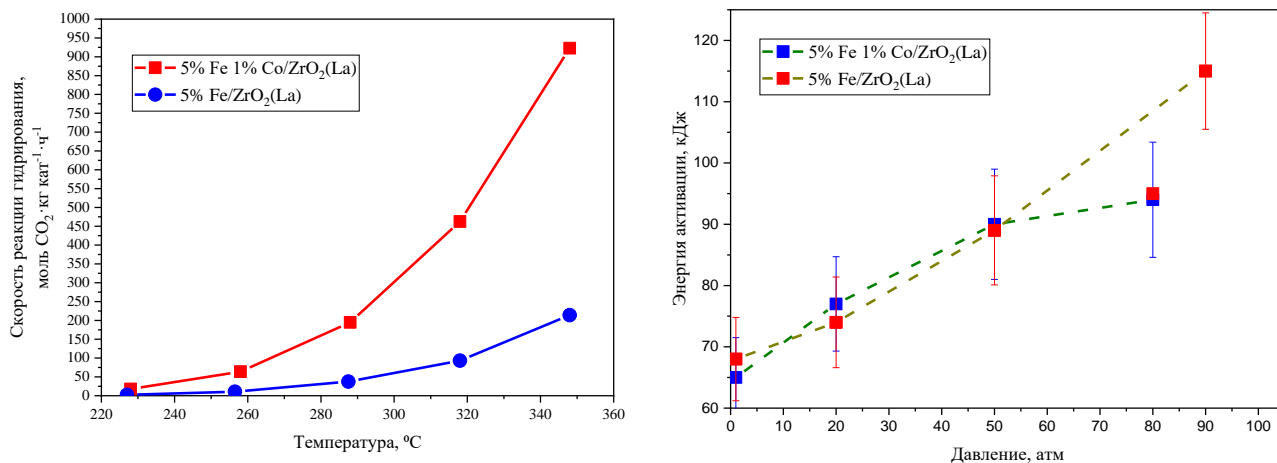 1000
950
900
850
800
750
700
650
600
550
500
450
400
350
300
250
200
150
100
50
0
220 240 260 280 300 320 340 360
Скорость реакции гидрирования,
моль CO₂·кг кат⁻¹·ч⁻¹
Температура, ⁰C
5% Fe 1% Co/ZrO₂(La)
5% Fe/ZrO₂(La)
120
110
100
90
80
70
60
0 10 20 30 40 50 60 70 80 90 100
Энергия активации, кДж
Давление, атм
5% Fe 1% Co/ZrO₂(La)
5% Fe/ZrO₂(La)